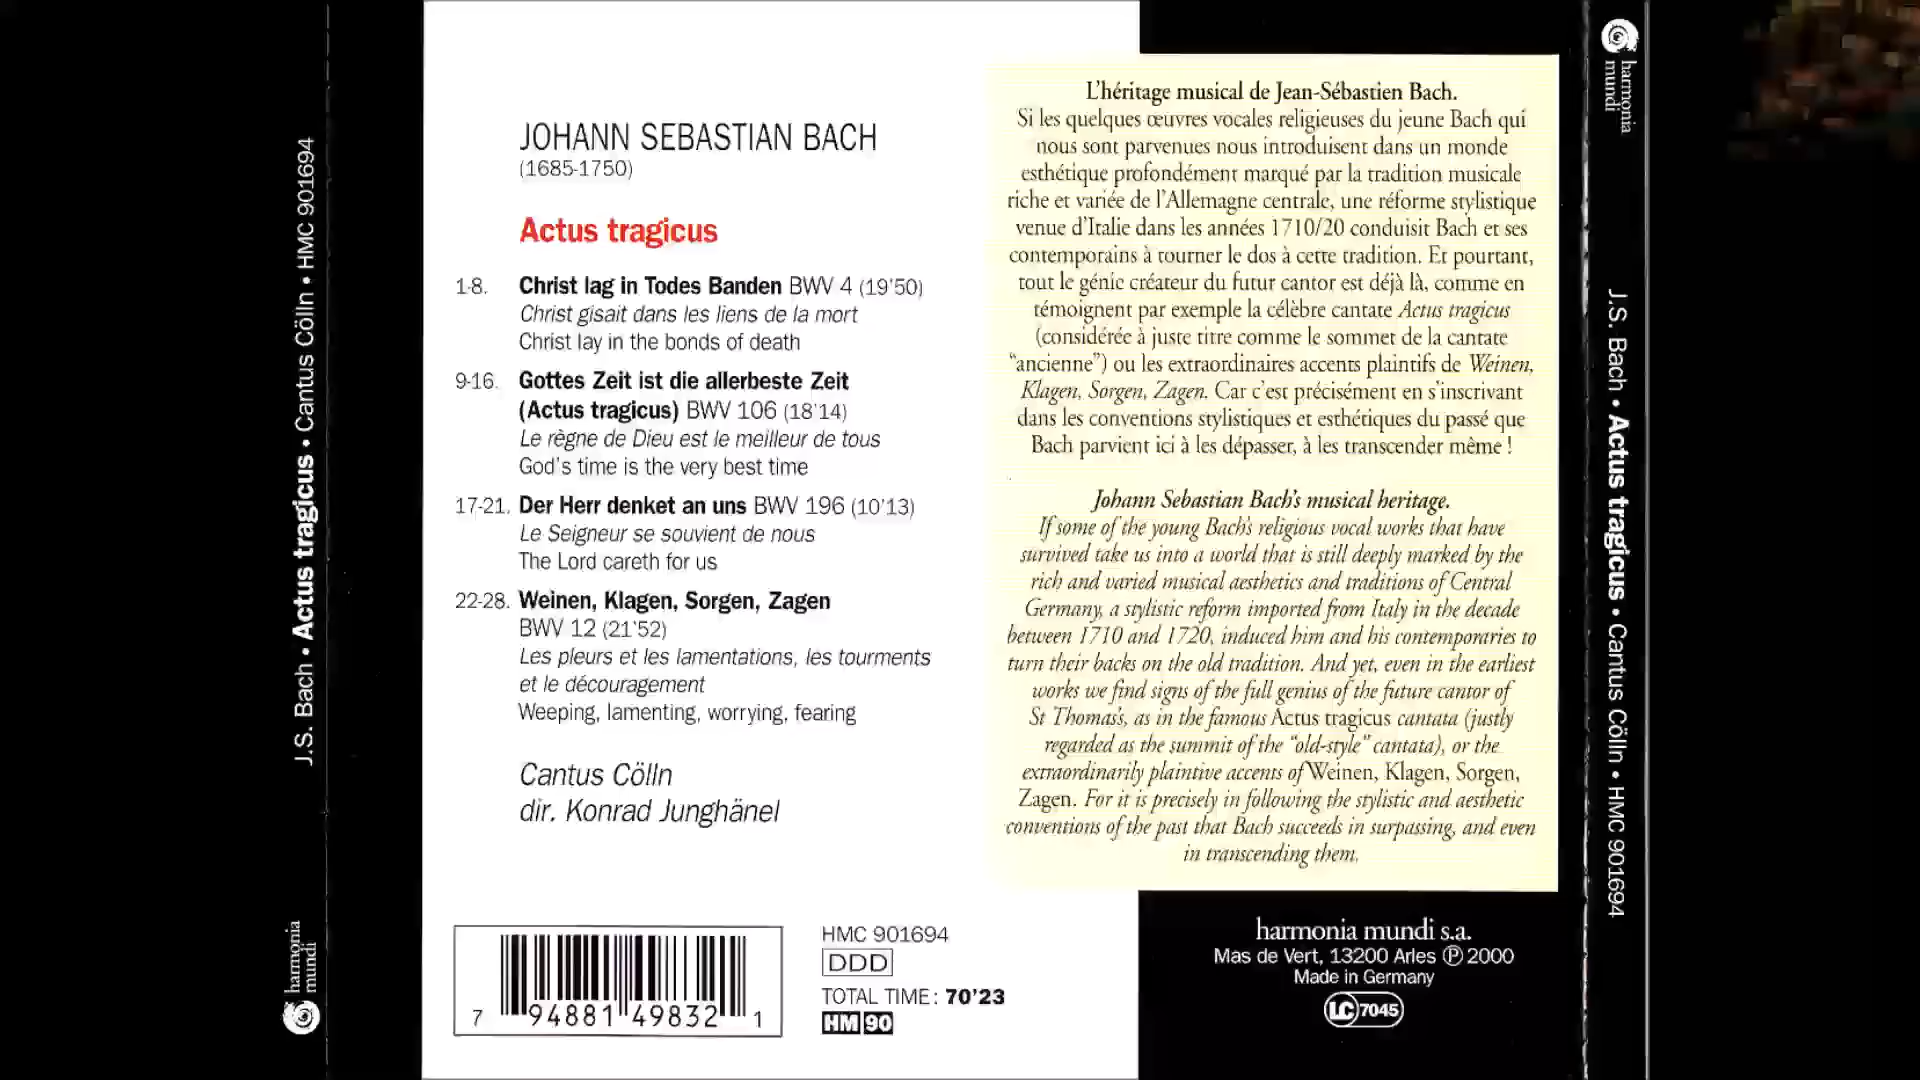 J.S. Bach • Actus tragicus • Cantus Cölln • HMC 901694
harmonia
mundi
JOHANN SEBASTIAN BACH
(1685-1750)
Actus tragicus
1-8. Christ lag in Todes Banden BWV 4 (19'50)
Christ gisait dans les liens de la mort
Christ lay in the bonds of death
9-16. Gottes Zeit ist die allerbeste Zeit
(Actus tragicus) BWV 106 (18'14)
Le règne de Dieu est le meilleur de tous
God's time is the very best time
17-21. Der Herr denket an uns BWV 196 (10'13)
Le Seigneur se souvient de nous
The Lord careth for us
22-28. Weinen, Klagen, Sorgen, Zagen
BWV 12 (21'52)
Les pleurs et les lamentations, les tourments
et le découragement
Weeping, lamenting, worrying, fearing
Cantus Cölln
dir. Konrad Junghänel
7 94881 49832 1
HMC 901694
DDD
TOTAL TIME : 70'23
HM 90
L'héritage musical de Jean-Sébastien Bach.
Si les quelques œuvres vocales religieuses du jeune Bach qui
nous sont parvenues nous introduisent dans un monde
esthétique profondément marqué par la tradition musicale
riche et variée de l'Allemagne centrale, une réforme stylistique
venue d'Italie dans les années 1710/20 conduisit Bach et ses
contemporains à tourner le dos à cette tradition. Et pourtant,
tout le génie créateur du futur cantor est déjà là, comme en
témoignent par exemple la célèbre cantate Actus tragicus
(considérée à juste titre comme le sommet de la cantate
"ancienne") ou les extraordinaires accents plaintifs de Weinen,
Klagen, Sorgen, Zagen. Car c'est précisément en s'inscrivant
dans les conventions stylistiques et esthétiques du passé que
Bach parvient ici à les dépasser, à les transcender même !
Johann Sebastian Bach's musical heritage.
If some of the young Bach's religious vocal works that have
survived take us into a world that is still deeply marked by the
rich and varied musical aesthetics and traditions of Central
Germany, a stylistic reform imported from Italy in the decade
between 1710 and 1720, induced him and his contemporaries to
turn their backs on the old tradition. And yet, even in the earliest
works we find signs of the full genius of the future cantor of
St Thomas's, as in the famous Actus tragicus cantata (justly
regarded as the summit of the "old-style" cantata), or the
extraordinarily plaintive accents of Weinen, Klagen, Sorgen,
Zagen. For it is precisely in following the stylistic and aesthetic
conventions of the past that Bach succeeds in surpassing, and even
in transcending them.
harmonia mundi s.a.
Mas de Vert, 13200 Arles ℗ 2000
Made in Germany
LC 7045
harmonia
mundi
J.S. Bach • Actus tragicus • Cantus Cölln • HMC 901694